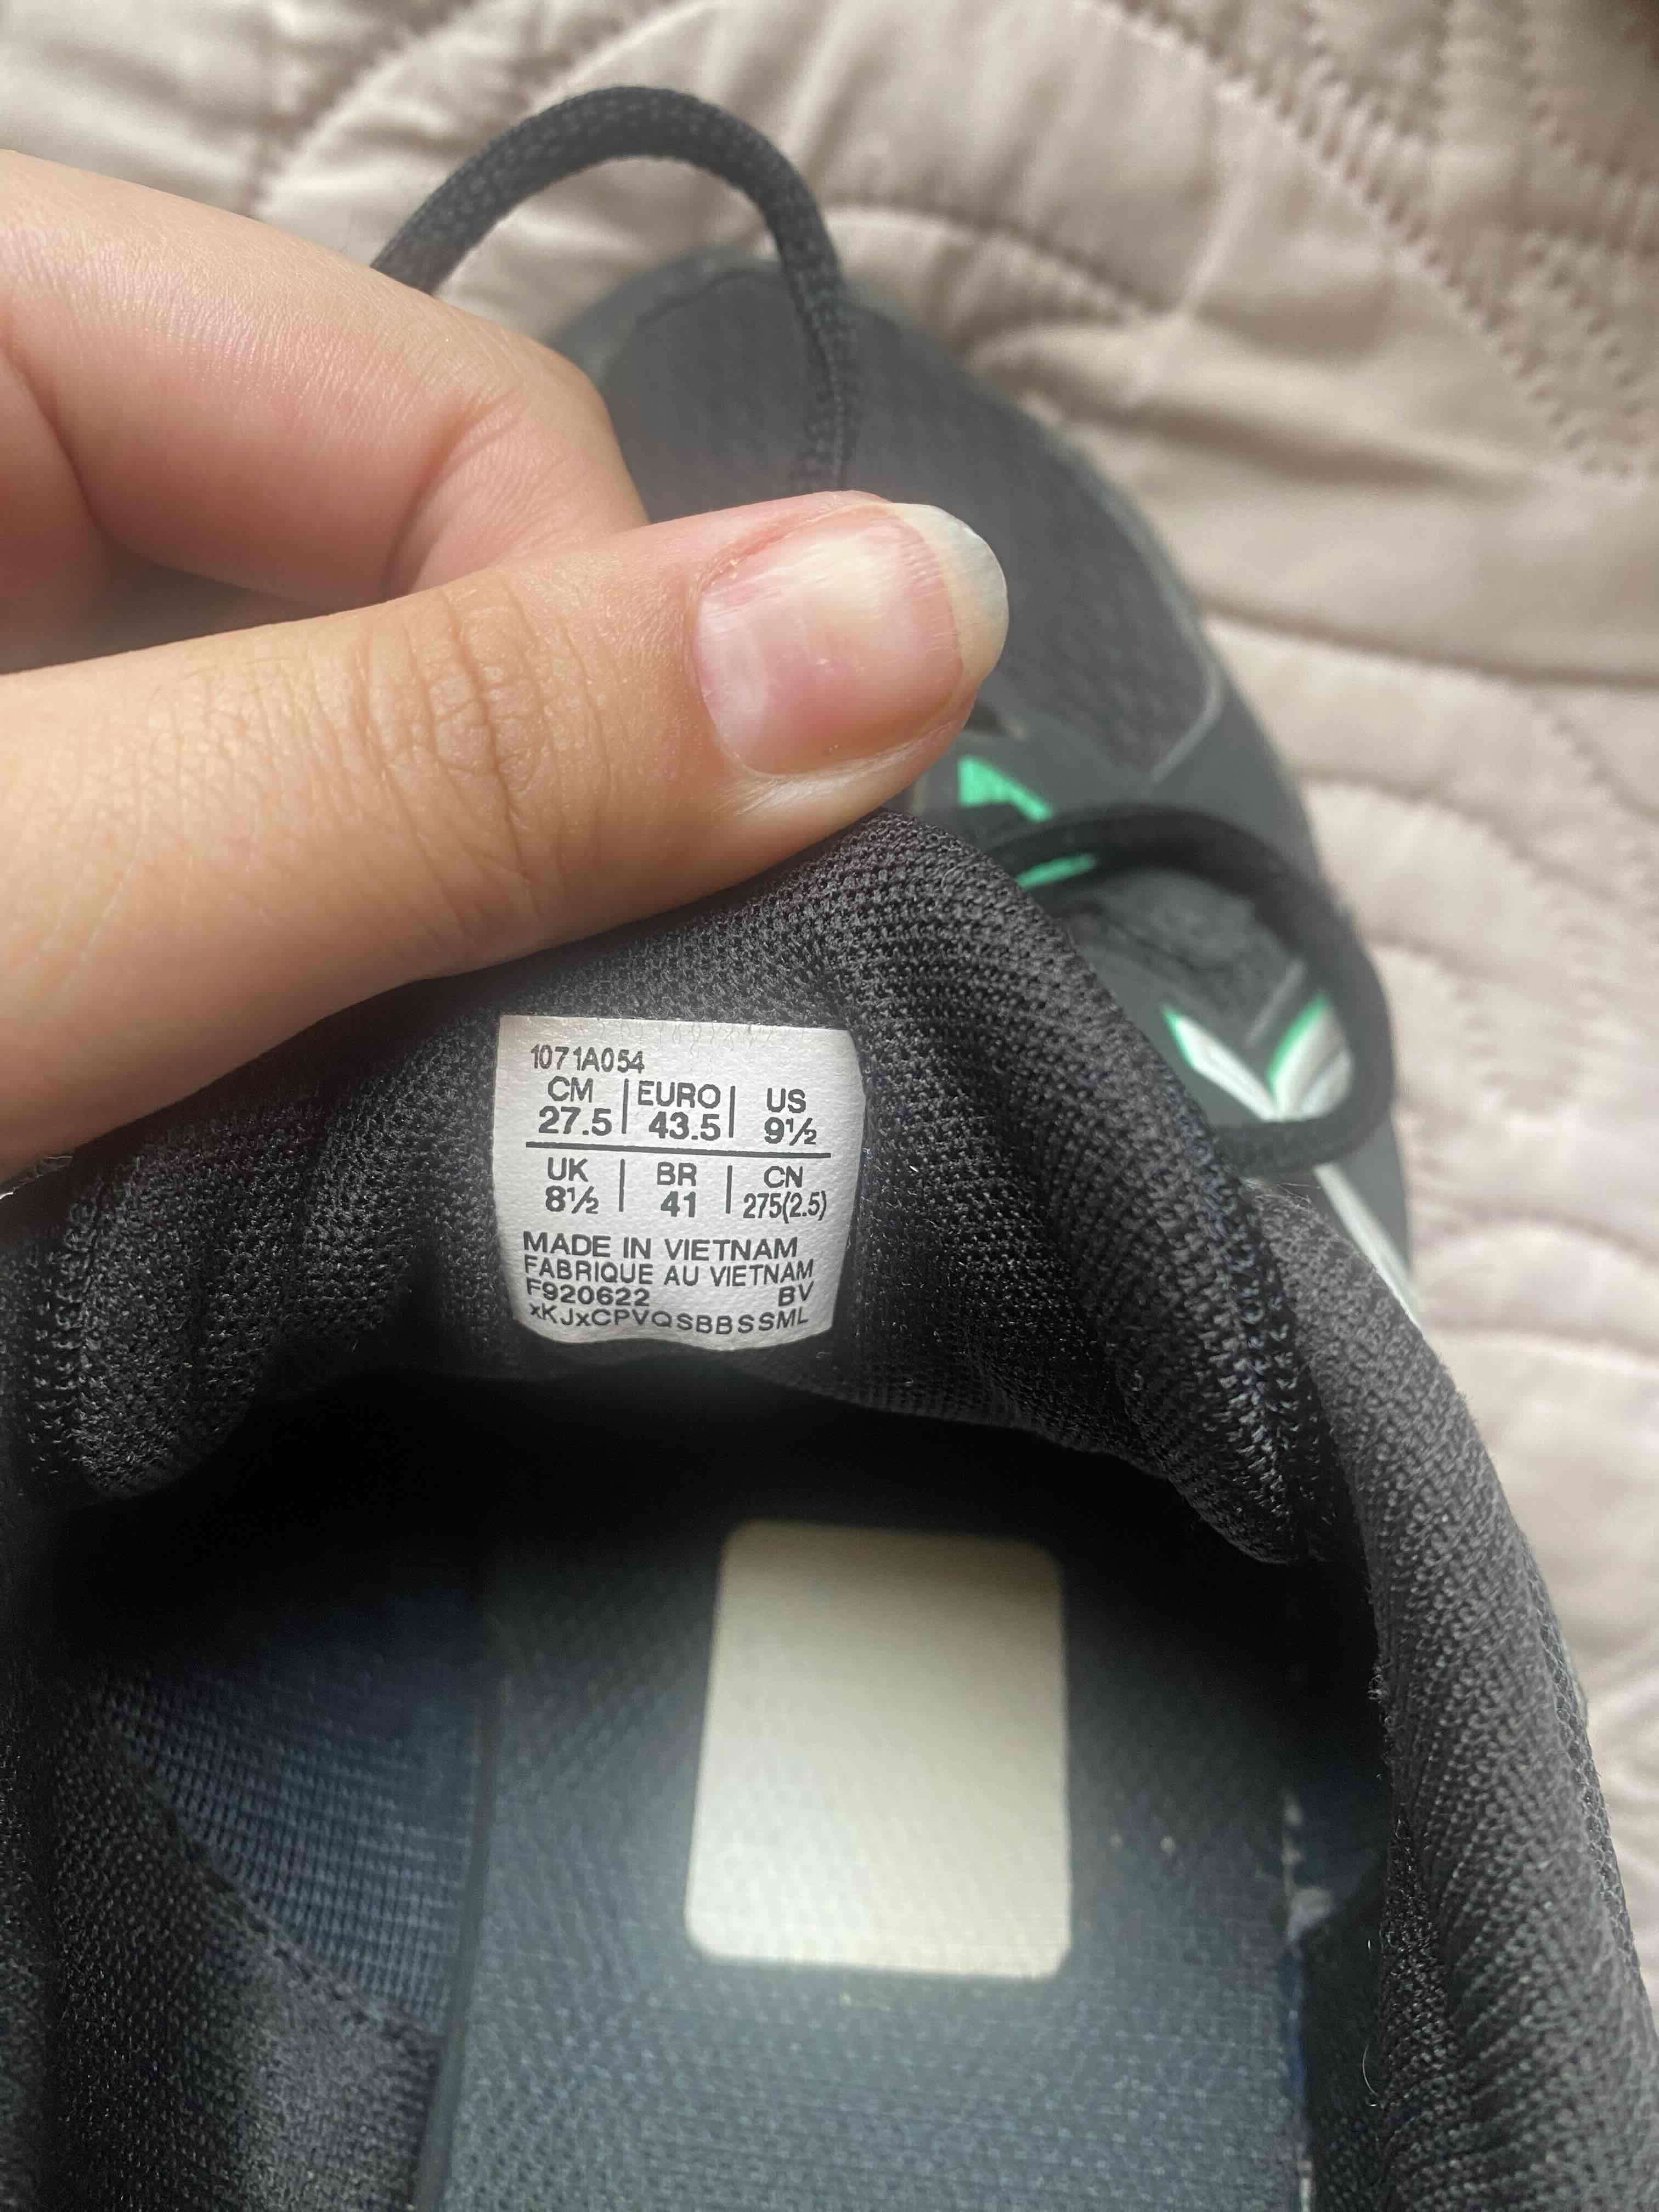 1071A054
CM | EURO | US
27.5 | 43.5 | 9½
UK | BR | CN
8½ | 41 | 275(2.5)
MADE IN VIETNAM
FABRIQUE AU VIETNAM
F920622 BV
xKJxCPVQSBBSSML